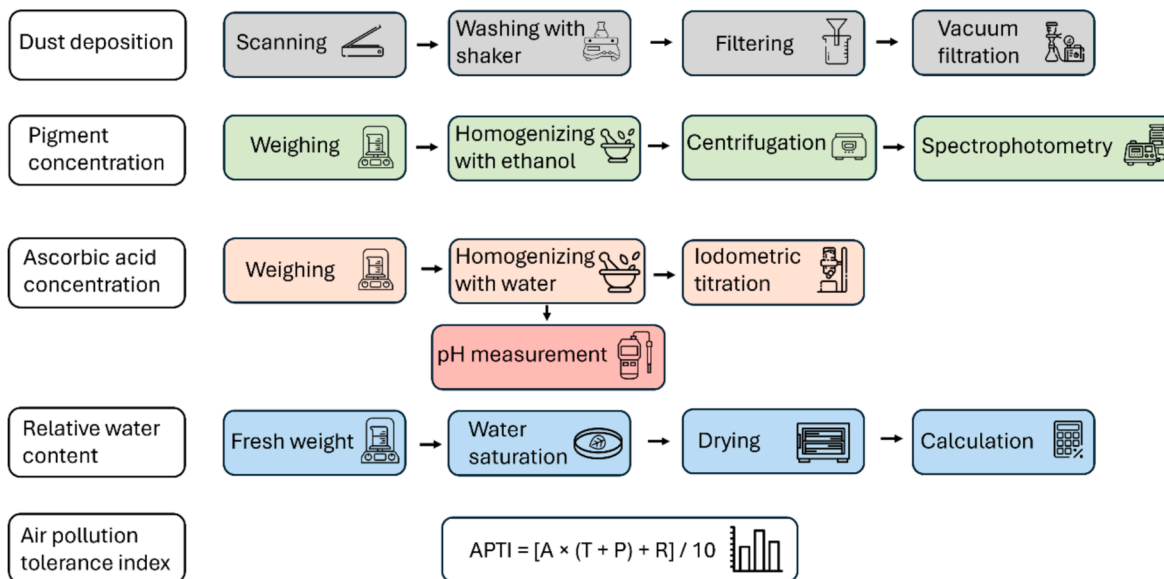 Dust deposition
Scanning
Washing with
shaker
Filtering
Vacuum
filtration
Pigment
concentration
Weighing
Homogenizing
with ethanol
Centrifugation
Spectrophotometry
Ascorbic acid
concentration
Weighing
Homogenizing
with water
Iodometric
titration
pH measurement
Relative water
content
Fresh weight
Water
saturation
Drying
Calculation
Air pollution
tolerance index
APTI = [A × (T + P) + R] / 10